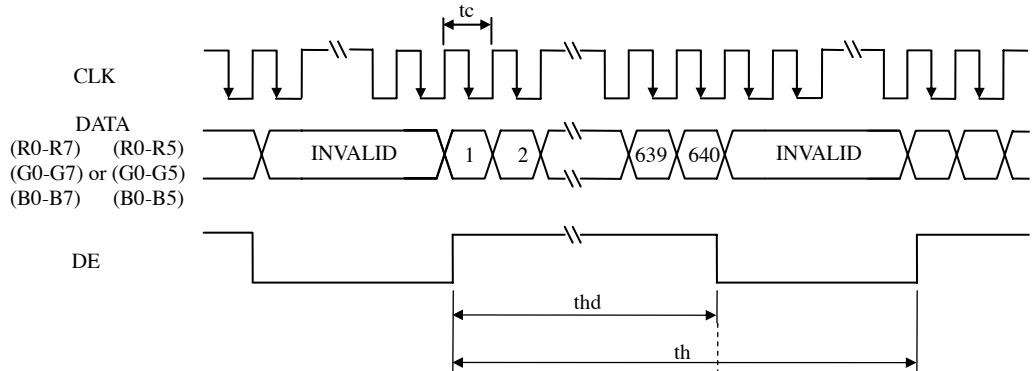 tc
CLK
DATA
(R0-R7) (R0-R5)
(G0-G7) or (G0-G5)
(B0-B7) (B0-B5)
INVALID 1 2 639 640 INVALID
DE
thd
th